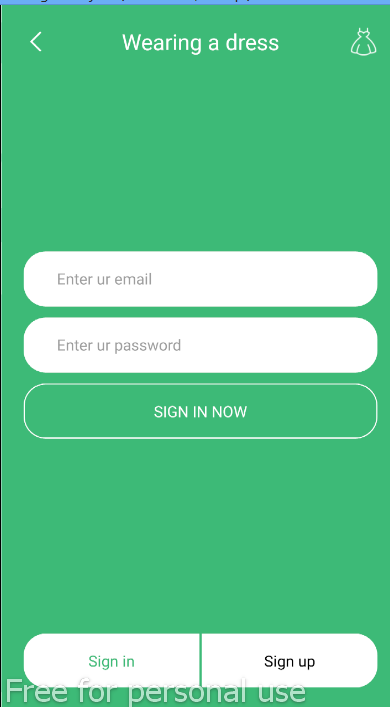 Wearing a dress
Enter ur email
Enter ur password
SIGN IN NOW
Sign in
Sign up
Free for personal use